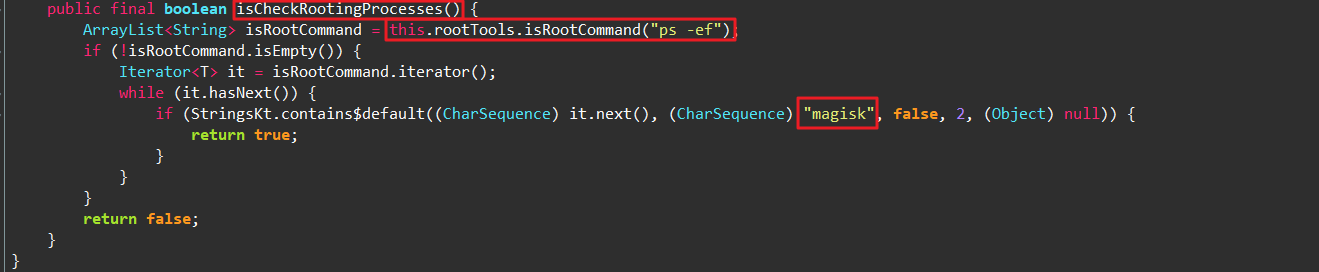 public final boolean isCheckRootingProcesses() {
ArrayList<String> isRootCommand = this.rootTools.isRootCommand("ps -ef");
if (!isRootCommand.isEmpty()) {
Iterator<T> it = isRootCommand.iterator();
while (it.hasNext()) {
if (StringsKt.contains$default((CharSequence) it.next(), (CharSequence) "magisk", false, 2, (Object) null)) {
return true;
}
}
}
return false;
}
}